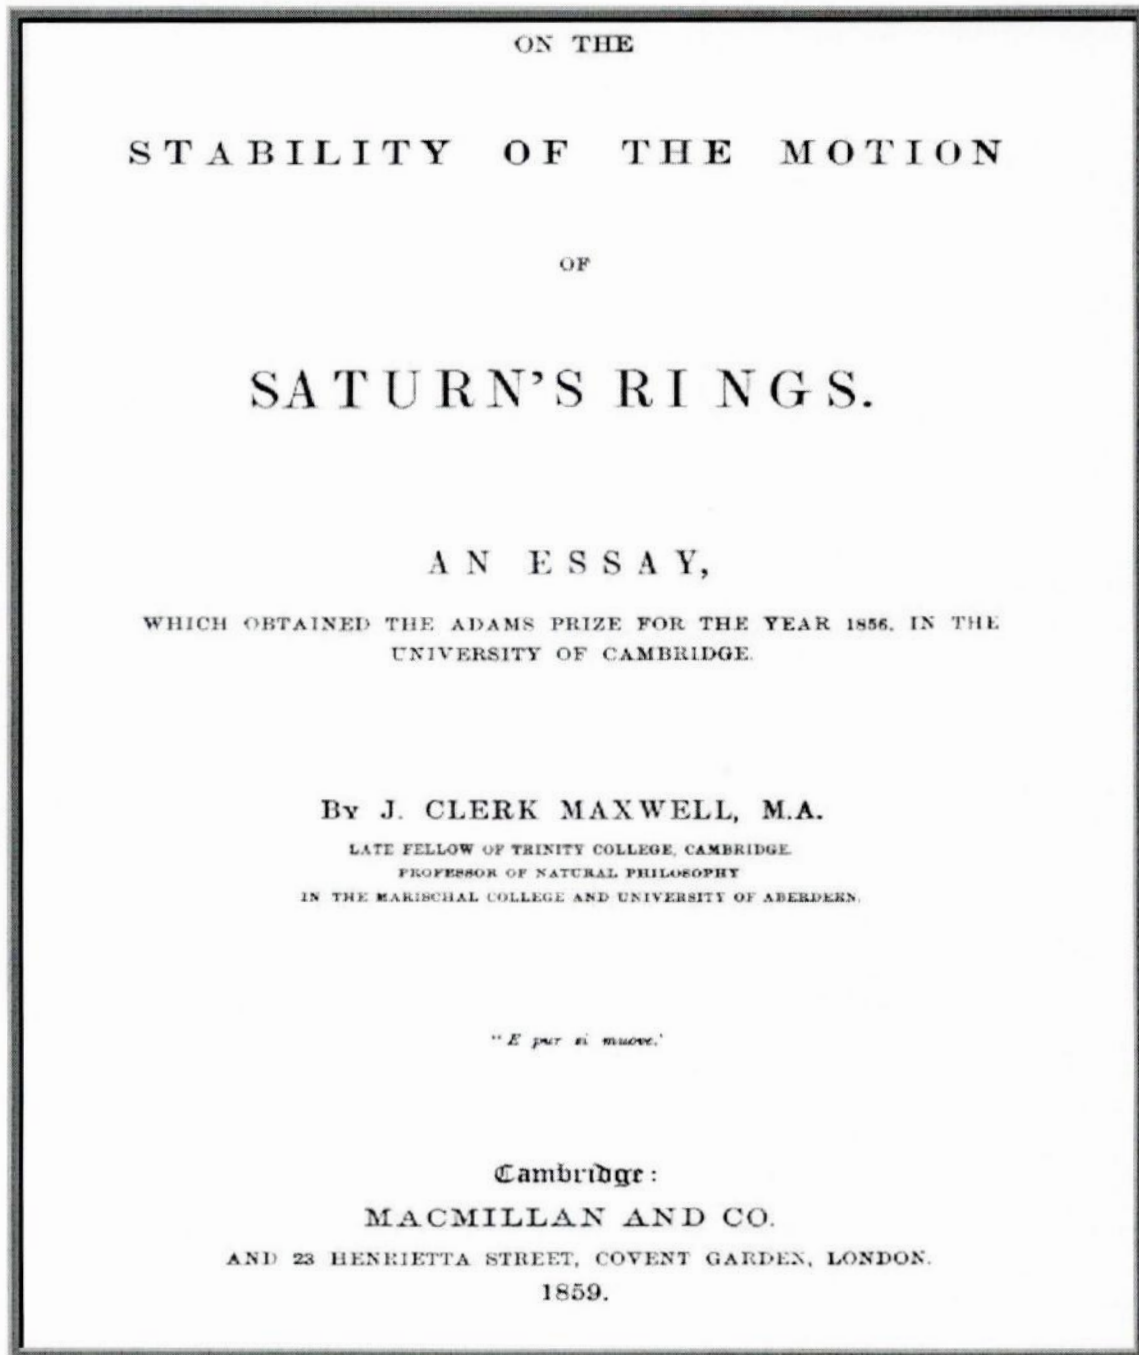 ON THE
STABILITY OF THE MOTION
OF
SATURN'S RINGS.
AN ESSAY,
WHICH OBTAINED THE ADAMS PRIZE FOR THE YEAR 1856, IN THE
UNIVERSITY OF CAMBRIDGE.
By J. CLERK MAXWELL, M.A.
LATE FELLOW OF TRINITY COLLEGE, CAMBRIDGE.
PROFESSOR OF NATURAL PHILOSOPHY
IN THE MARISCHAL COLLEGE AND UNIVERSITY OF ABERDEEN.
"E pur si muove.'
Cambridge:
MACMILLAN AND CO.
AND 23 HENRIETTA STREET, COVENT GARDEN, LONDON.
1859.